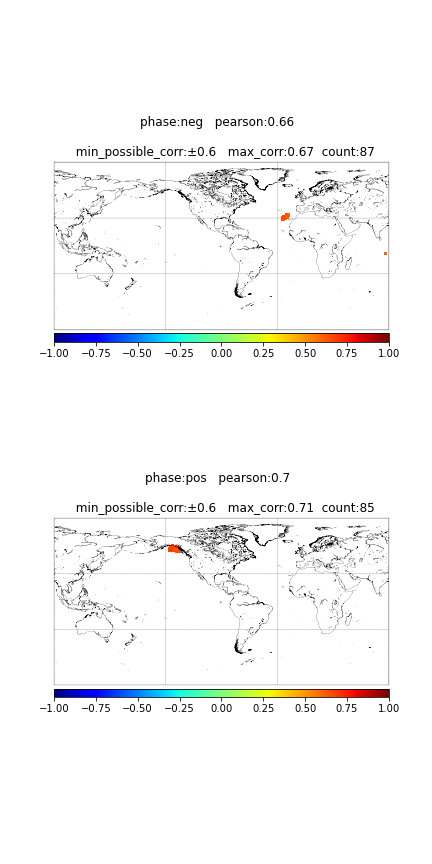 phase:neg   pearson:0.66
min_possible_corr:±0.6   max_corr:0.67  count:87
−1.00 −0.75 −0.50 −0.25 0.00 0.25 0.50 0.75 1.00
phase:pos   pearson:0.7
min_possible_corr:±0.6   max_corr:0.71  count:85
−1.00 −0.75 −0.50 −0.25 0.00 0.25 0.50 0.75 1.00